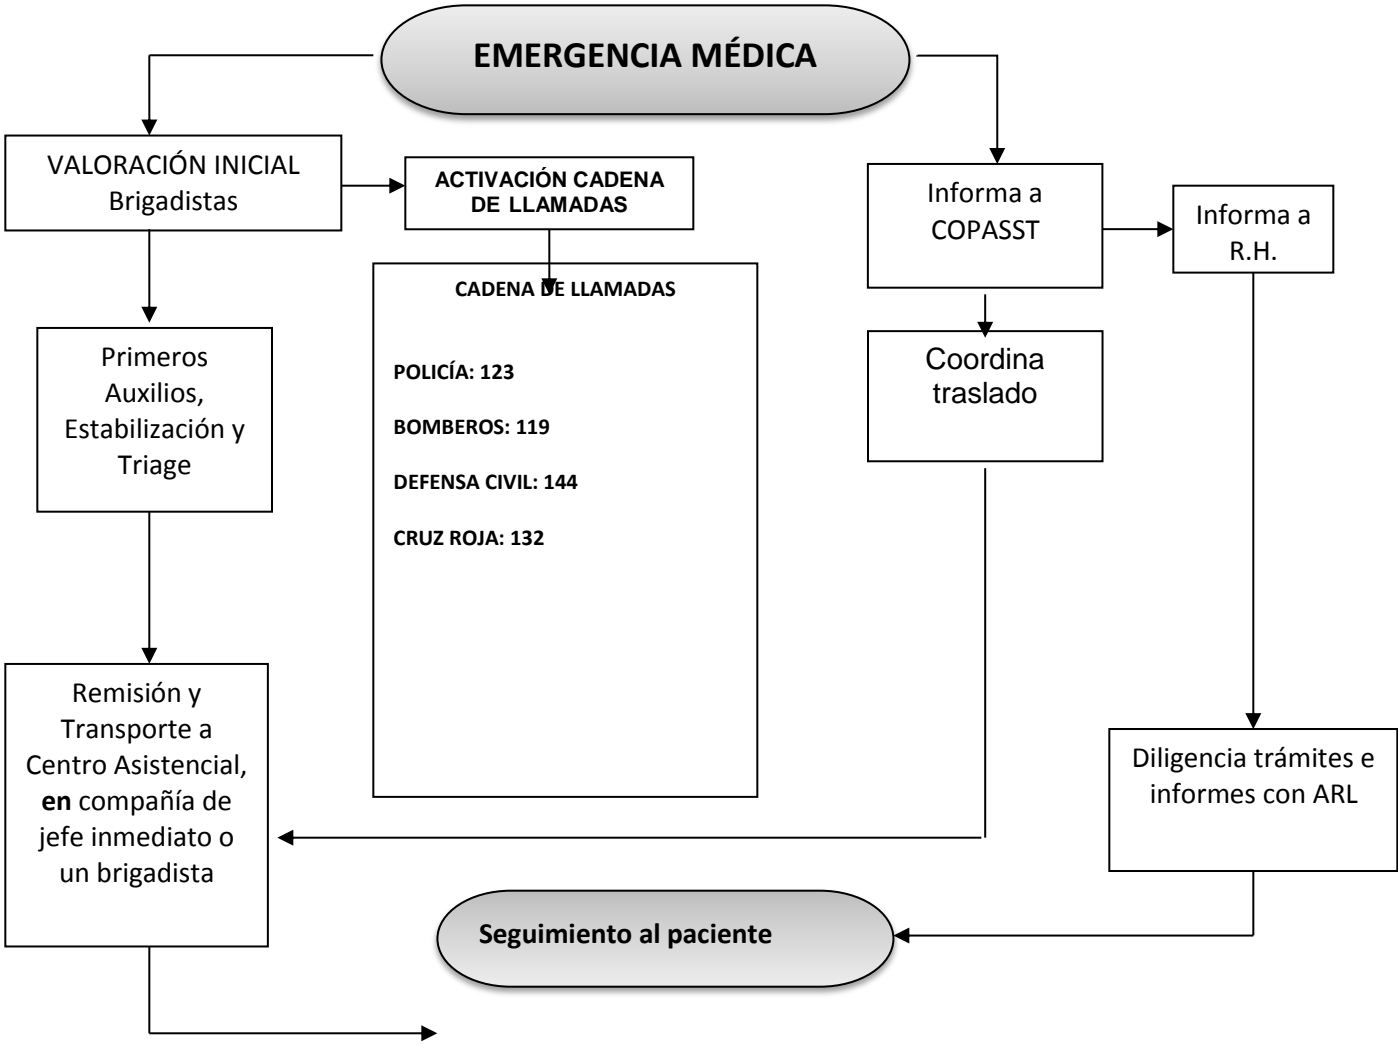 EMERGENCIA MÉDICA
VALORACIÓN INICIAL
Brigadistas
ACTIVACIÓN CADENA
DE LLAMADAS
Informa a
COPASST
Informa a
R.H.
CADENA DE LLAMADAS
POLICÍA: 123
BOMBEROS: 119
DEFENSA CIVIL: 144
CRUZ ROJA: 132
Primeros
Auxilios,
Estabilización y
Triage
Coordina
traslado
Remisión y
Transporte a
Centro Asistencial,
en compañía de
jefe inmediato o
un brigadista
Diligencia trámites e
informes con ARL
Seguimiento al paciente